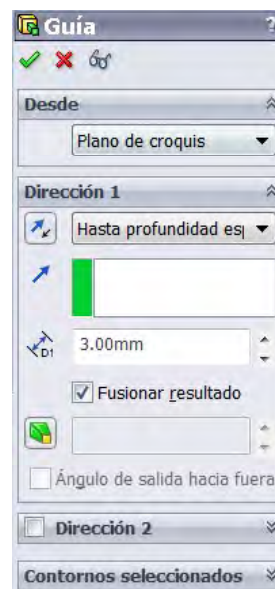 Guía ?
Desde
Plano de croquis
Dirección 1
Hasta profundidad es
D1 3.00mm
Fusionar resultado
Ángulo de salida hacia fuera
Dirección 2
Contornos seleccionados